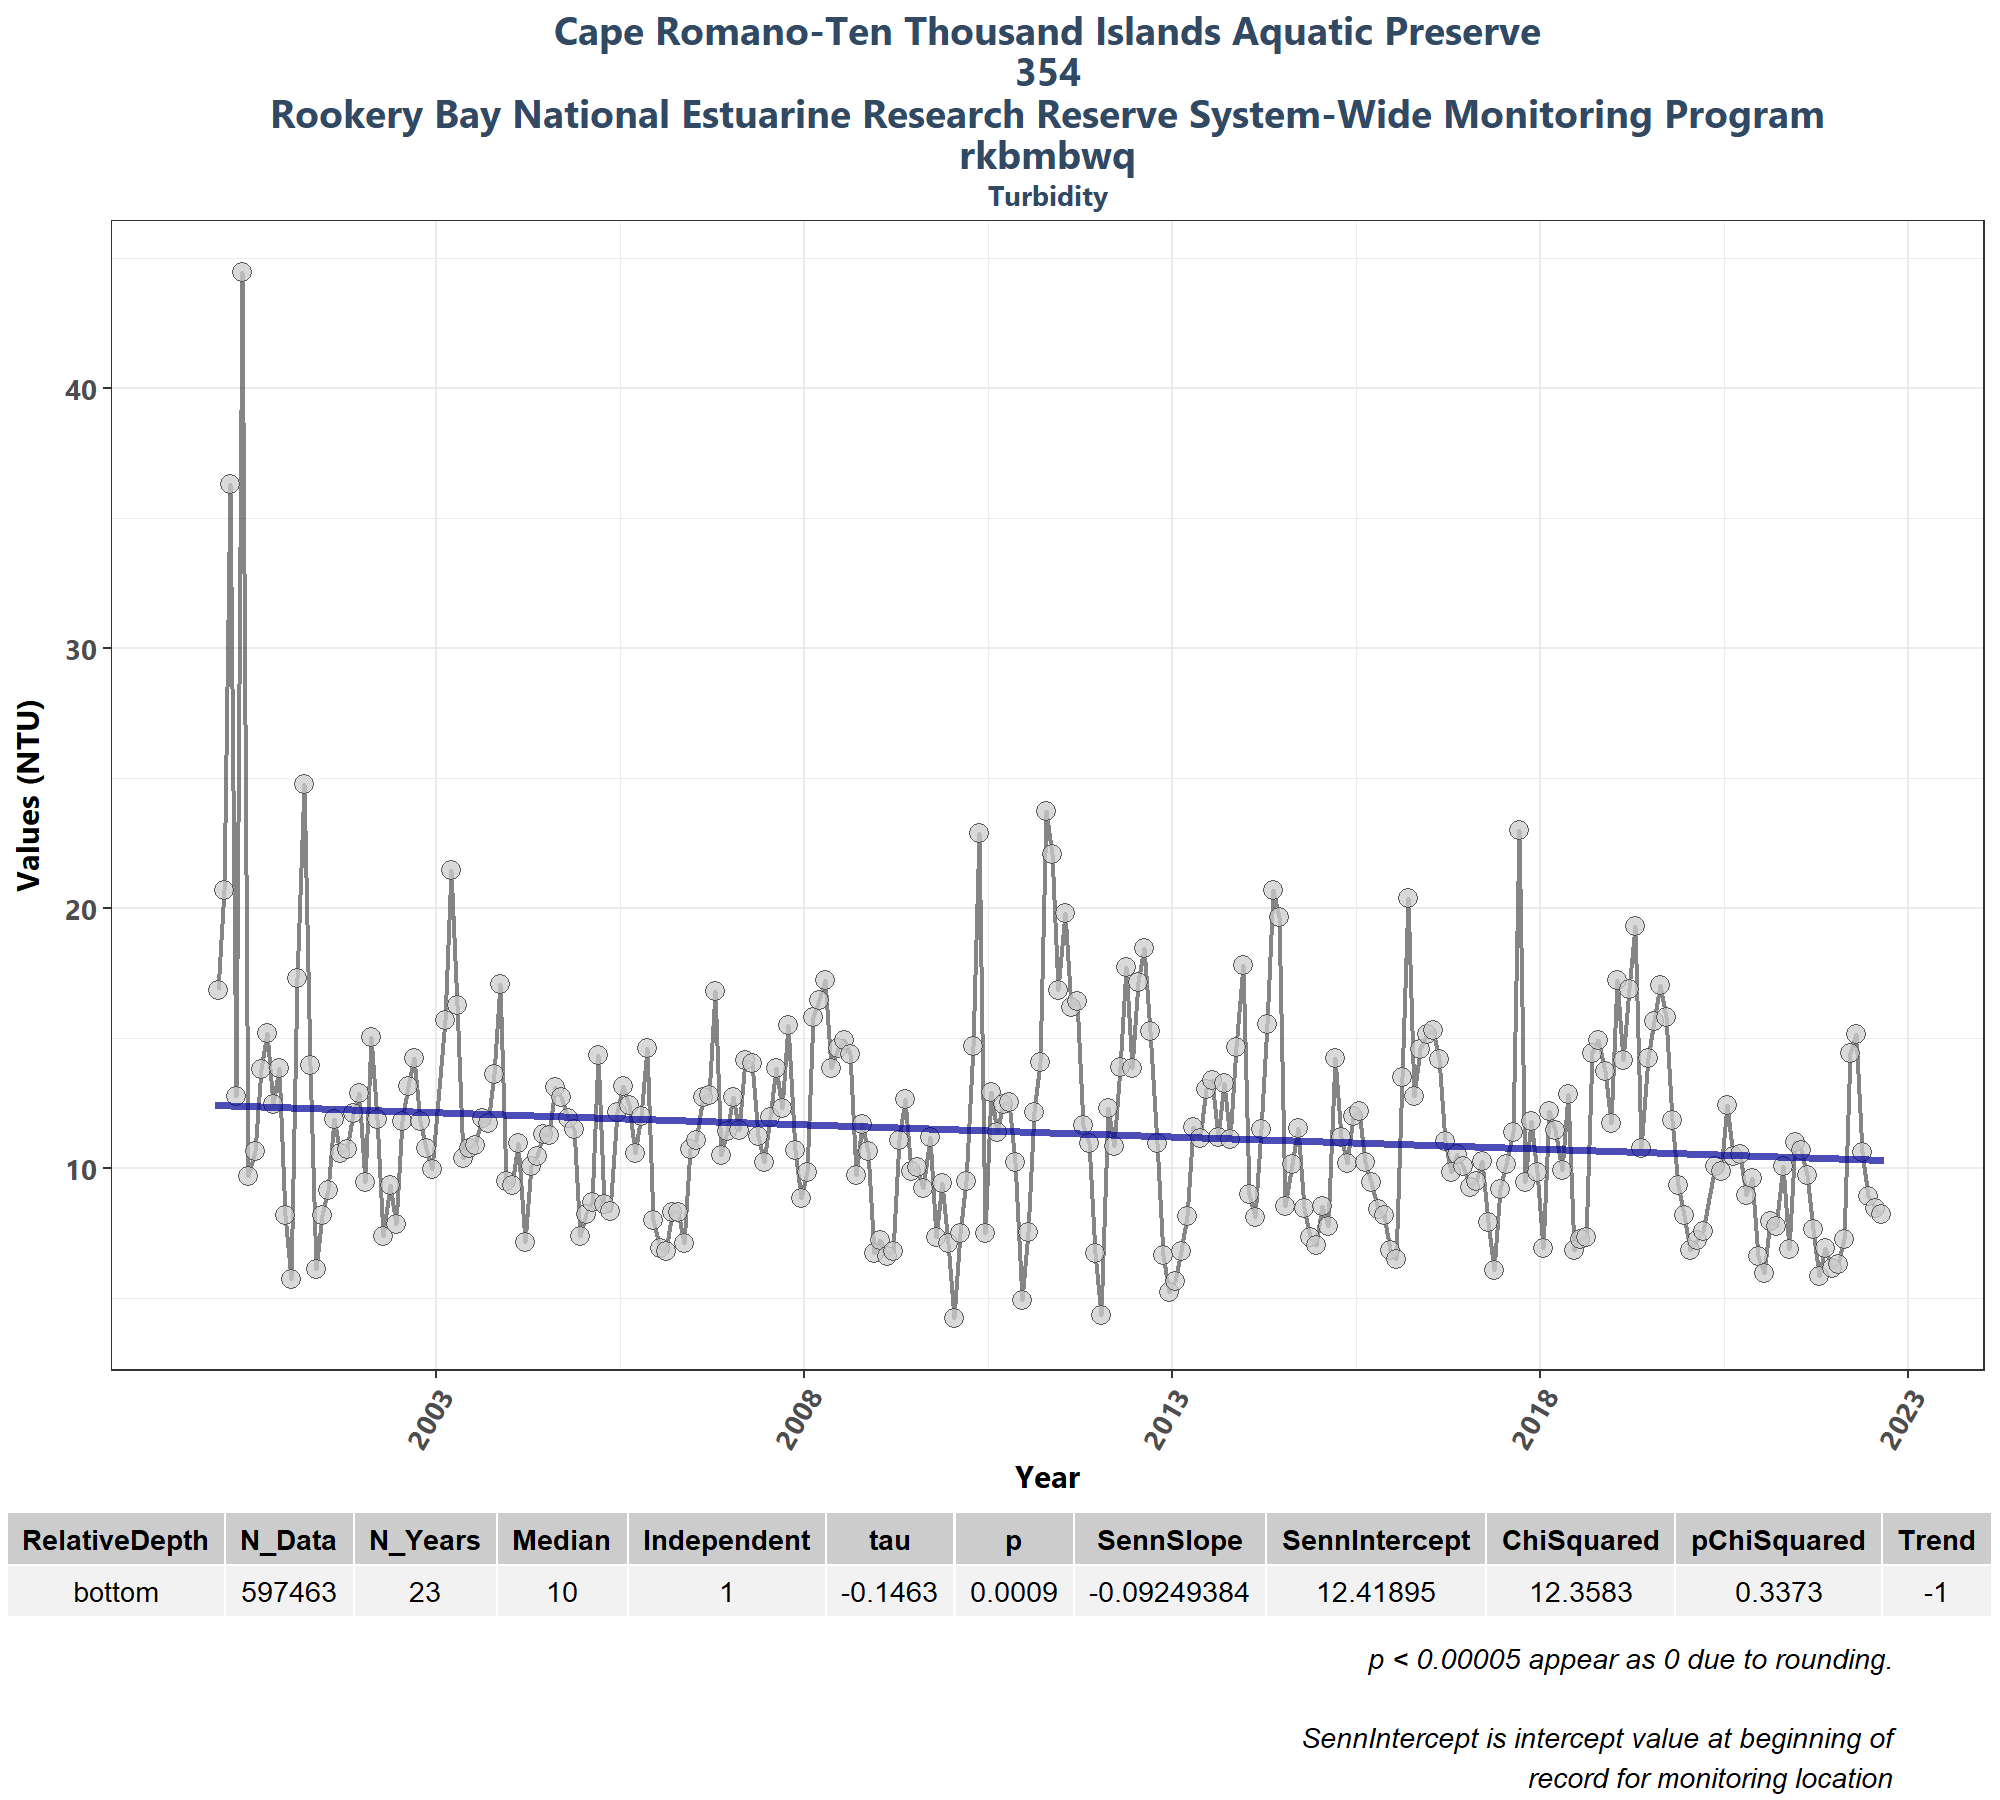 Cape Romano-Ten Thousand Islands Aquatic Preserve
354
Rookery Bay National Estuarine Research Reserve System-Wide Monitoring Program
rkbmbwq
Turbidity
Values (NTU)
40
30
20
10
2003 2008 2013 2018 2023
Year
RelativeDepth N_Data N_Years Median Independent tau p SennSlope SennIntercept ChiSquared pChiSquared Trend
bottom 597463 23 10 1 -0.1463 0.0009 -0.09249384 12.41895 12.3583 0.3373 -1
p < 0.00005 appear as 0 due to rounding.
SennIntercept is intercept value at beginning of
record for monitoring location